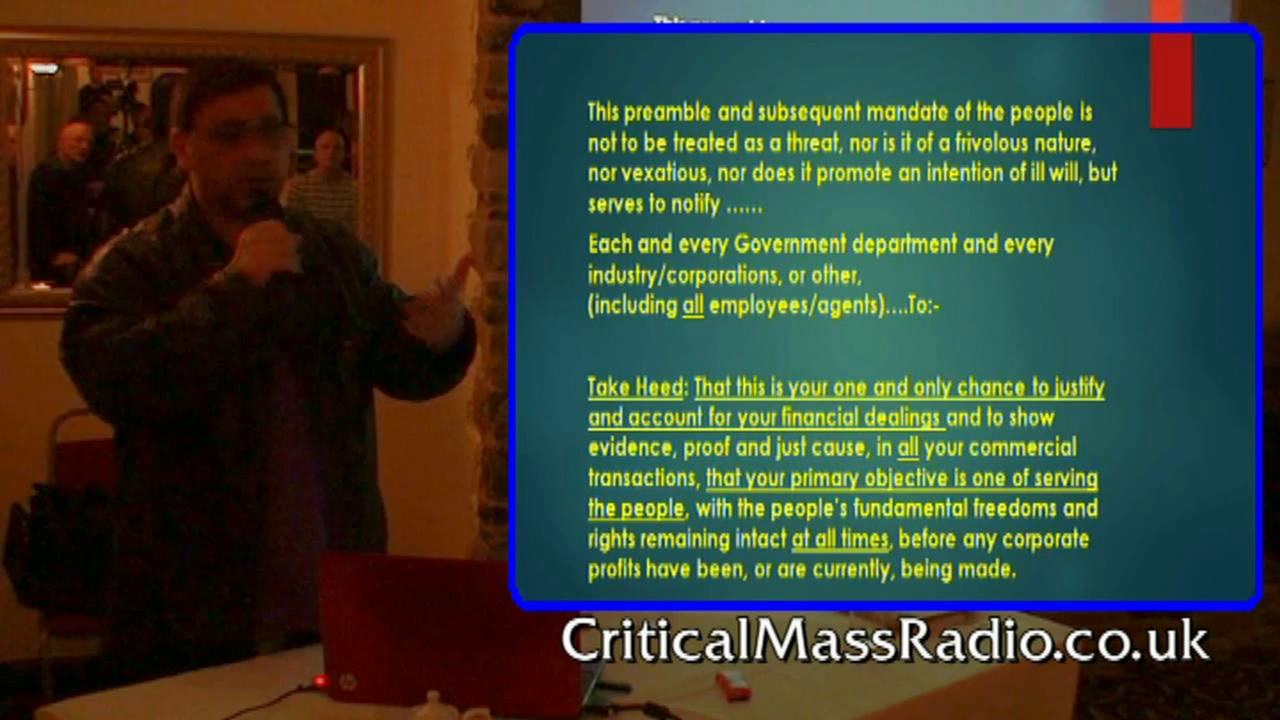 This preamble and subsequent mandate of the people is
not to be treated as a threat, nor is it of a frivolous nature,
nor vexatious, nor does it promote an intention of ill will, but
serves to notify ……
Each and every Government department and every
industry/corporations, or other,
(including all employees/agents)….To:-
Take Heed: That this is your one and only chance to justify
and account for your financial dealings and to show
evidence, proof and just cause, in all your commercial
transactions, that your primary objective is one of serving
the people, with the people's fundamental freedoms and
rights remaining intact at all times, before any corporate
profits have been, or are currently, being made.
CriticalMassRadio.co.uk
hp